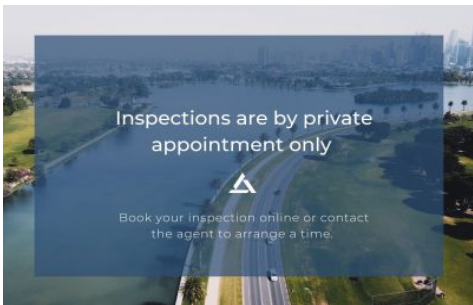 Inspections are by private
appointment only
Book your inspection online or contact
the agent to arrange a time.